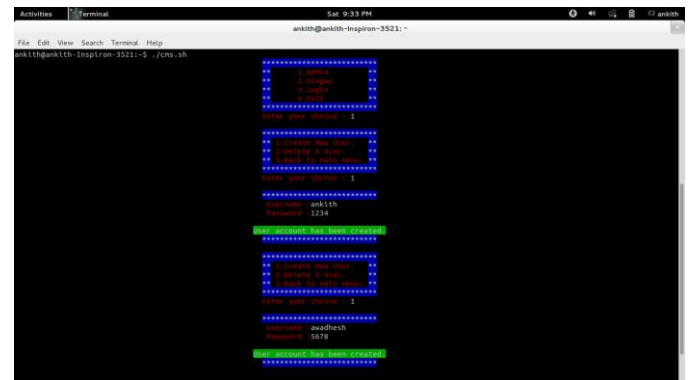 Activities Terminal Sat 9:33 PM ankith
ankith@ankith-Inspiron-3521: ~
File Edit View Search Terminal Help
ankith@ankith-Inspiron-3521:~$ ./cms.sh
*****************************
** 1.Admin **
** 2.Singup **
** 3.Login **
** 4.Exit **
*****************************
Enter your choice : 1
*****************************
** 1.Create New User. **
** 2.Delete A User. **
** 3.Back to main menu. **
*****************************
Enter your choice : 1
*****************************
Username :ankith
Password :1234
User account has been created.
*****************************
*****************************
** 1.Create New User. **
** 2.Delete A User. **
** 3.Back to main menu. **
*****************************
Enter your choice : 1
*****************************
Username :awadhesh
Password :5678
User account has been created.
*****************************